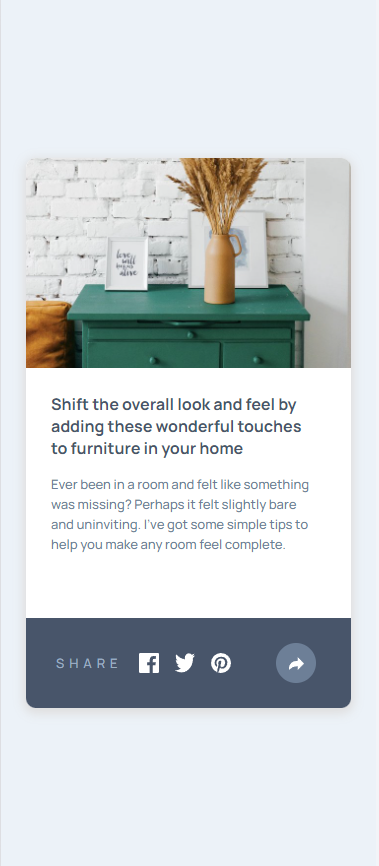 love
will
keep us
alive
Shift the overall look and feel by
adding these wonderful touches
to furniture in your home
Ever been in a room and felt like something
was missing? Perhaps it felt slightly bare
and uninviting. I've got some simple tips to
help you make any room feel complete.
SHARE